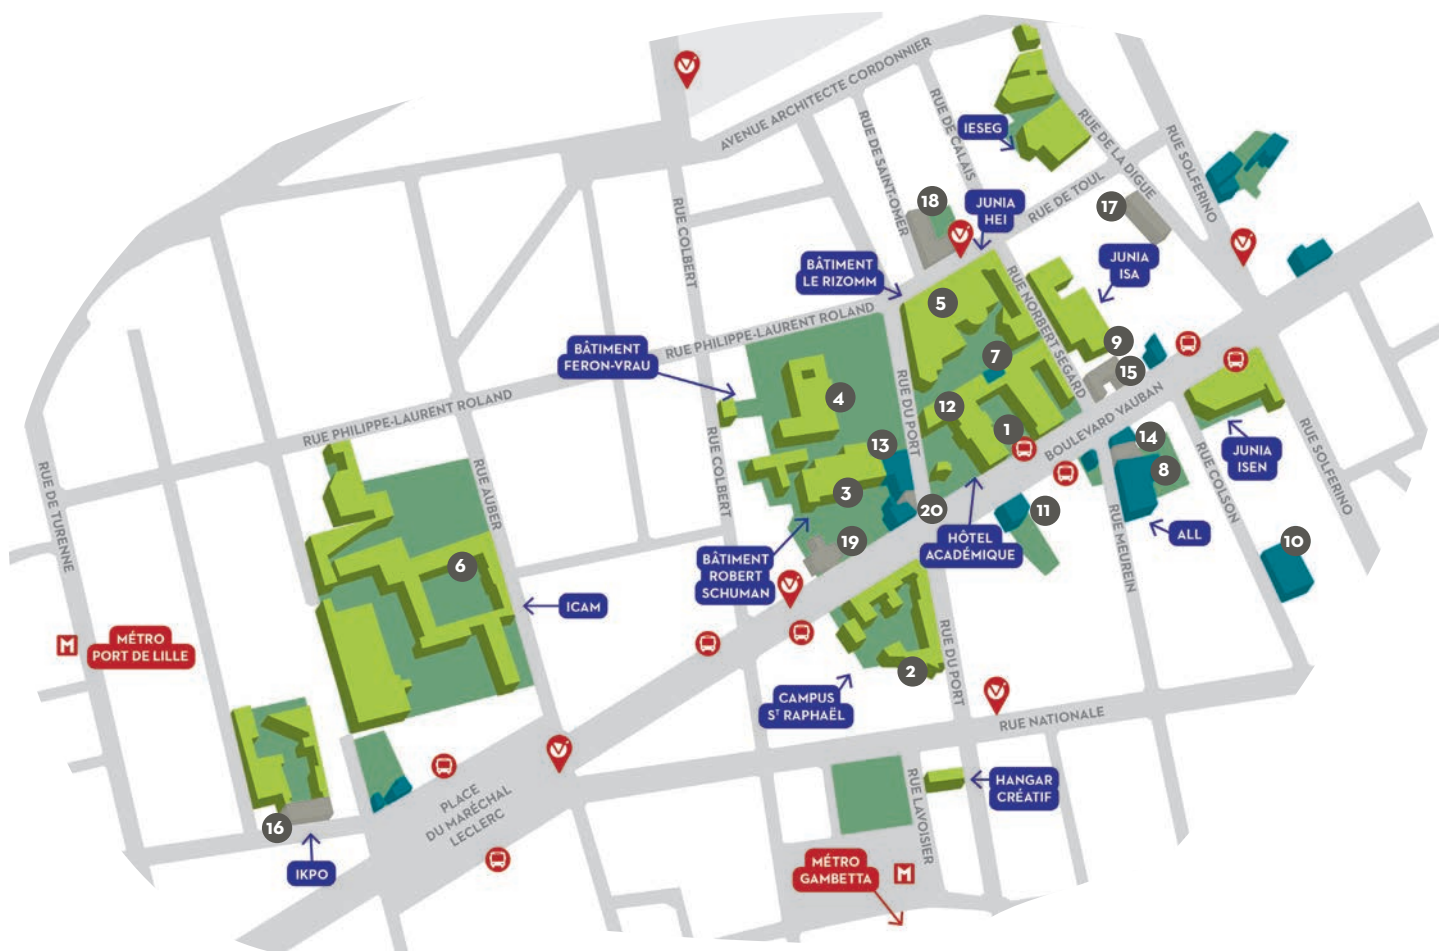 AVENUE ARCHITECTE CORDONNIER
RUE DE CALAIS
RUE DE SAINT-OMER
IESEG
RUE DE LA DIGUE
RUE SOLFERINO
RUE DE TOUL
17
18
JUNIA
HEI
RUE COLBERT
BÂTIMENT
LE RIZOMM
JUNIA
ISA
RUE NORBERT SEGARD
5
RUE PHILIPPE-LAURENT ROLAND
BÂTIMENT
FERON-VRAU
7
9
15
4
12
1
13
RUE DU PORT
BOULEVARD VAUBAN
RUE PHILIPPE-LAURENT ROLAND
RUE COLBERT
14
8
JUNIA
ISEN
RUE SOLFERINO
RUE COLSON
RUE DE TURENNE
RUE AUBER
3
20
11
19
HÔTEL
ACADÉMIQUE
ALL
10
RUE MEUREIN
BÂTIMENT
ROBERT
SCHUMAN
6
ICAM
M
MÉTRO
PORT DE LILLE
2
RUE DU PORT
CAMPUS
ST RAPHAËL
RUE NATIONALE
PLACE
DU MARÉCHAL
LECLERC
RUE LAVOISIER
HANGAR
CRÉATIF
16
IKPO
MÉTRO
GAMBETTA
M